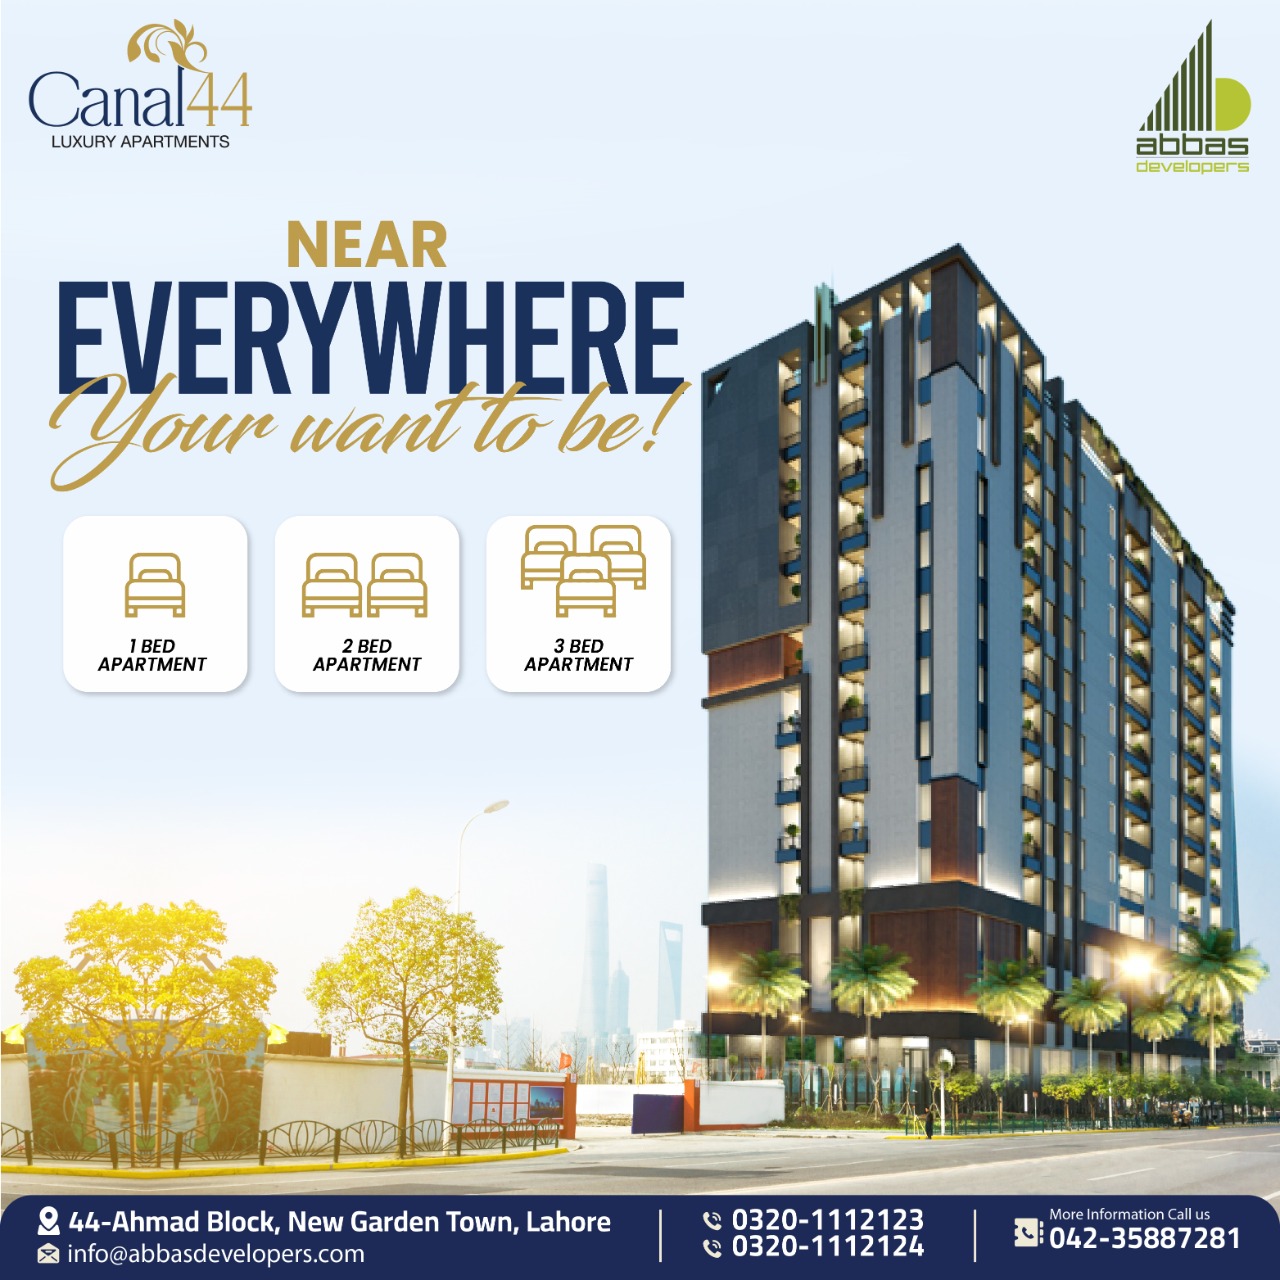 Canal44
LUXURY APARTMENTS
abbas
developers
NEAR
EVERYWHERE
Your want to be!
1 BED
APARTMENT
2 BED
APARTMENT
3 BED
APARTMENT
44-Ahmad Block, New Garden Town, Lahore
info@abbasdevelopers.com
0320-1112123
0320-1112124
More Information Call us
042-35887281